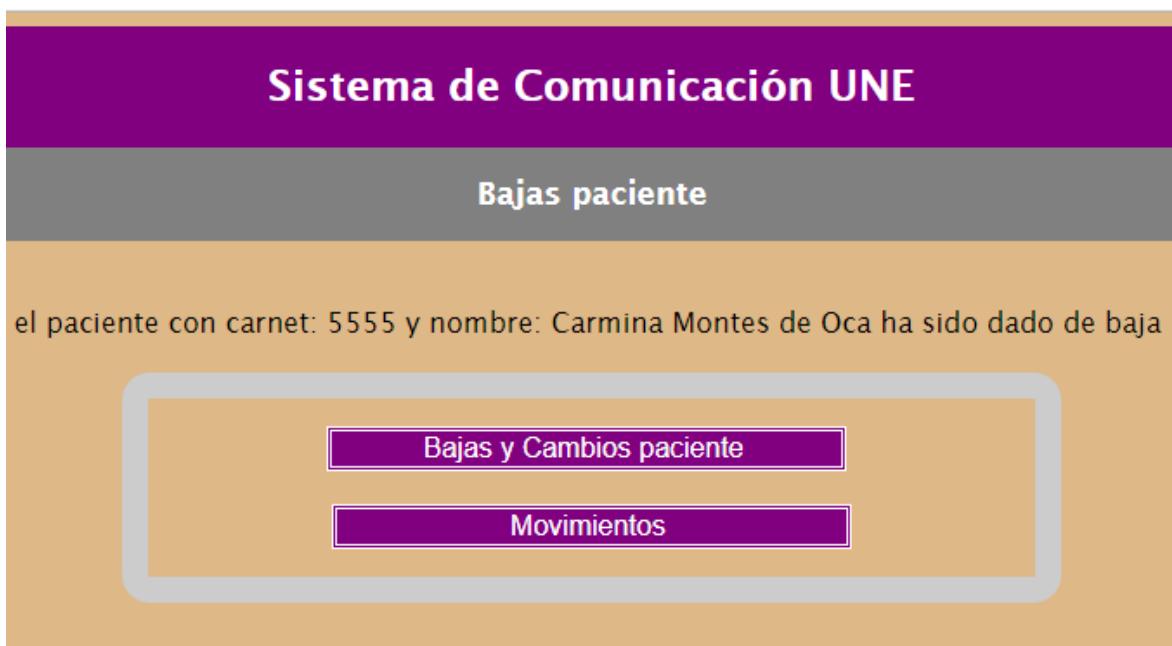 Sistema de Comunicación UNE
Bajas paciente
el paciente con carnet: 5555 y nombre: Carmina Montes de Oca ha sido dado de baja
Bajas y Cambios paciente
Movimientos